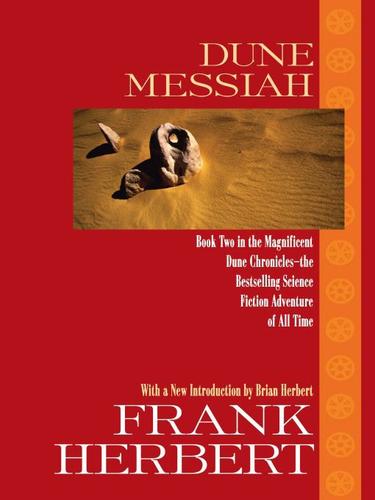 DUNE
MESSIAH
Book Two in the Magnificent
Dune Chronicles–the
Bestselling Science
Fiction Adventure
of All Time
With a New Introduction by Brian Herbert
FRANK
HERBERT